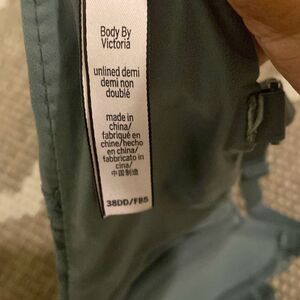 Body By
Victoria
unlined demi
demi non
doublé
made in
china/
fabriqué en
chine/hecho
en china/
fabbricato in
cina/
中国制造
38DD/F85